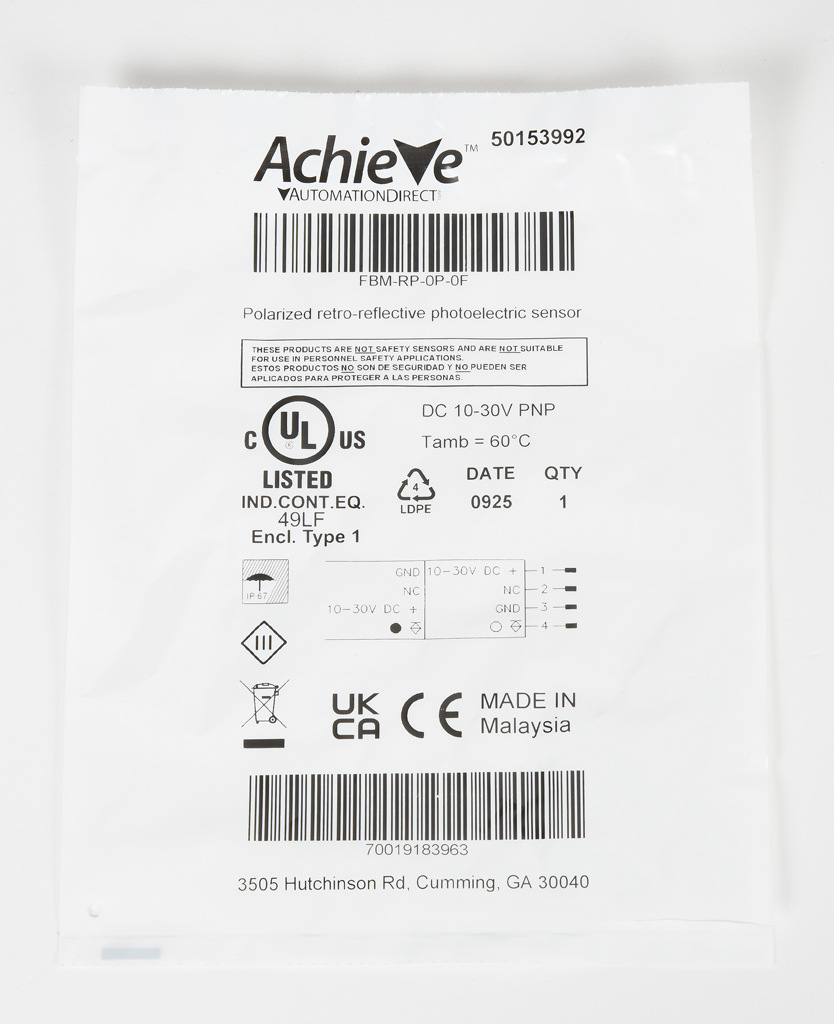 Achieve™ 50153992
AUTOMATIONDIRECT
FBM-RP-0P-0F
Polarized retro-reflective photoelectric sensor
THESE PRODUCTS ARE NOT SAFETY SENSORS AND ARE NOT SUITABLE
FOR USE IN PERSONNEL SAFETY APPLICATIONS.
ESTOS PRODUCTOS NO SON DE SEGURIDAD Y NO PUEDEN SER
APLICADOS PARA PROTEGER A LAS PERSONAS.
C UL US
LISTED
IND.CONT.EQ.
49LF
Encl. Type 1
DC 10-30V PNP
Tamb = 60°C
4
LDPE
DATE QTY
0925 1
IP 67
GND 10-30V DC + 1
NC NC 2
10-30V DC + GND 3
4
III
UK
CA
CE
MADE IN
Malaysia
70019183963
3505 Hutchinson Rd, Cumming, GA 30040